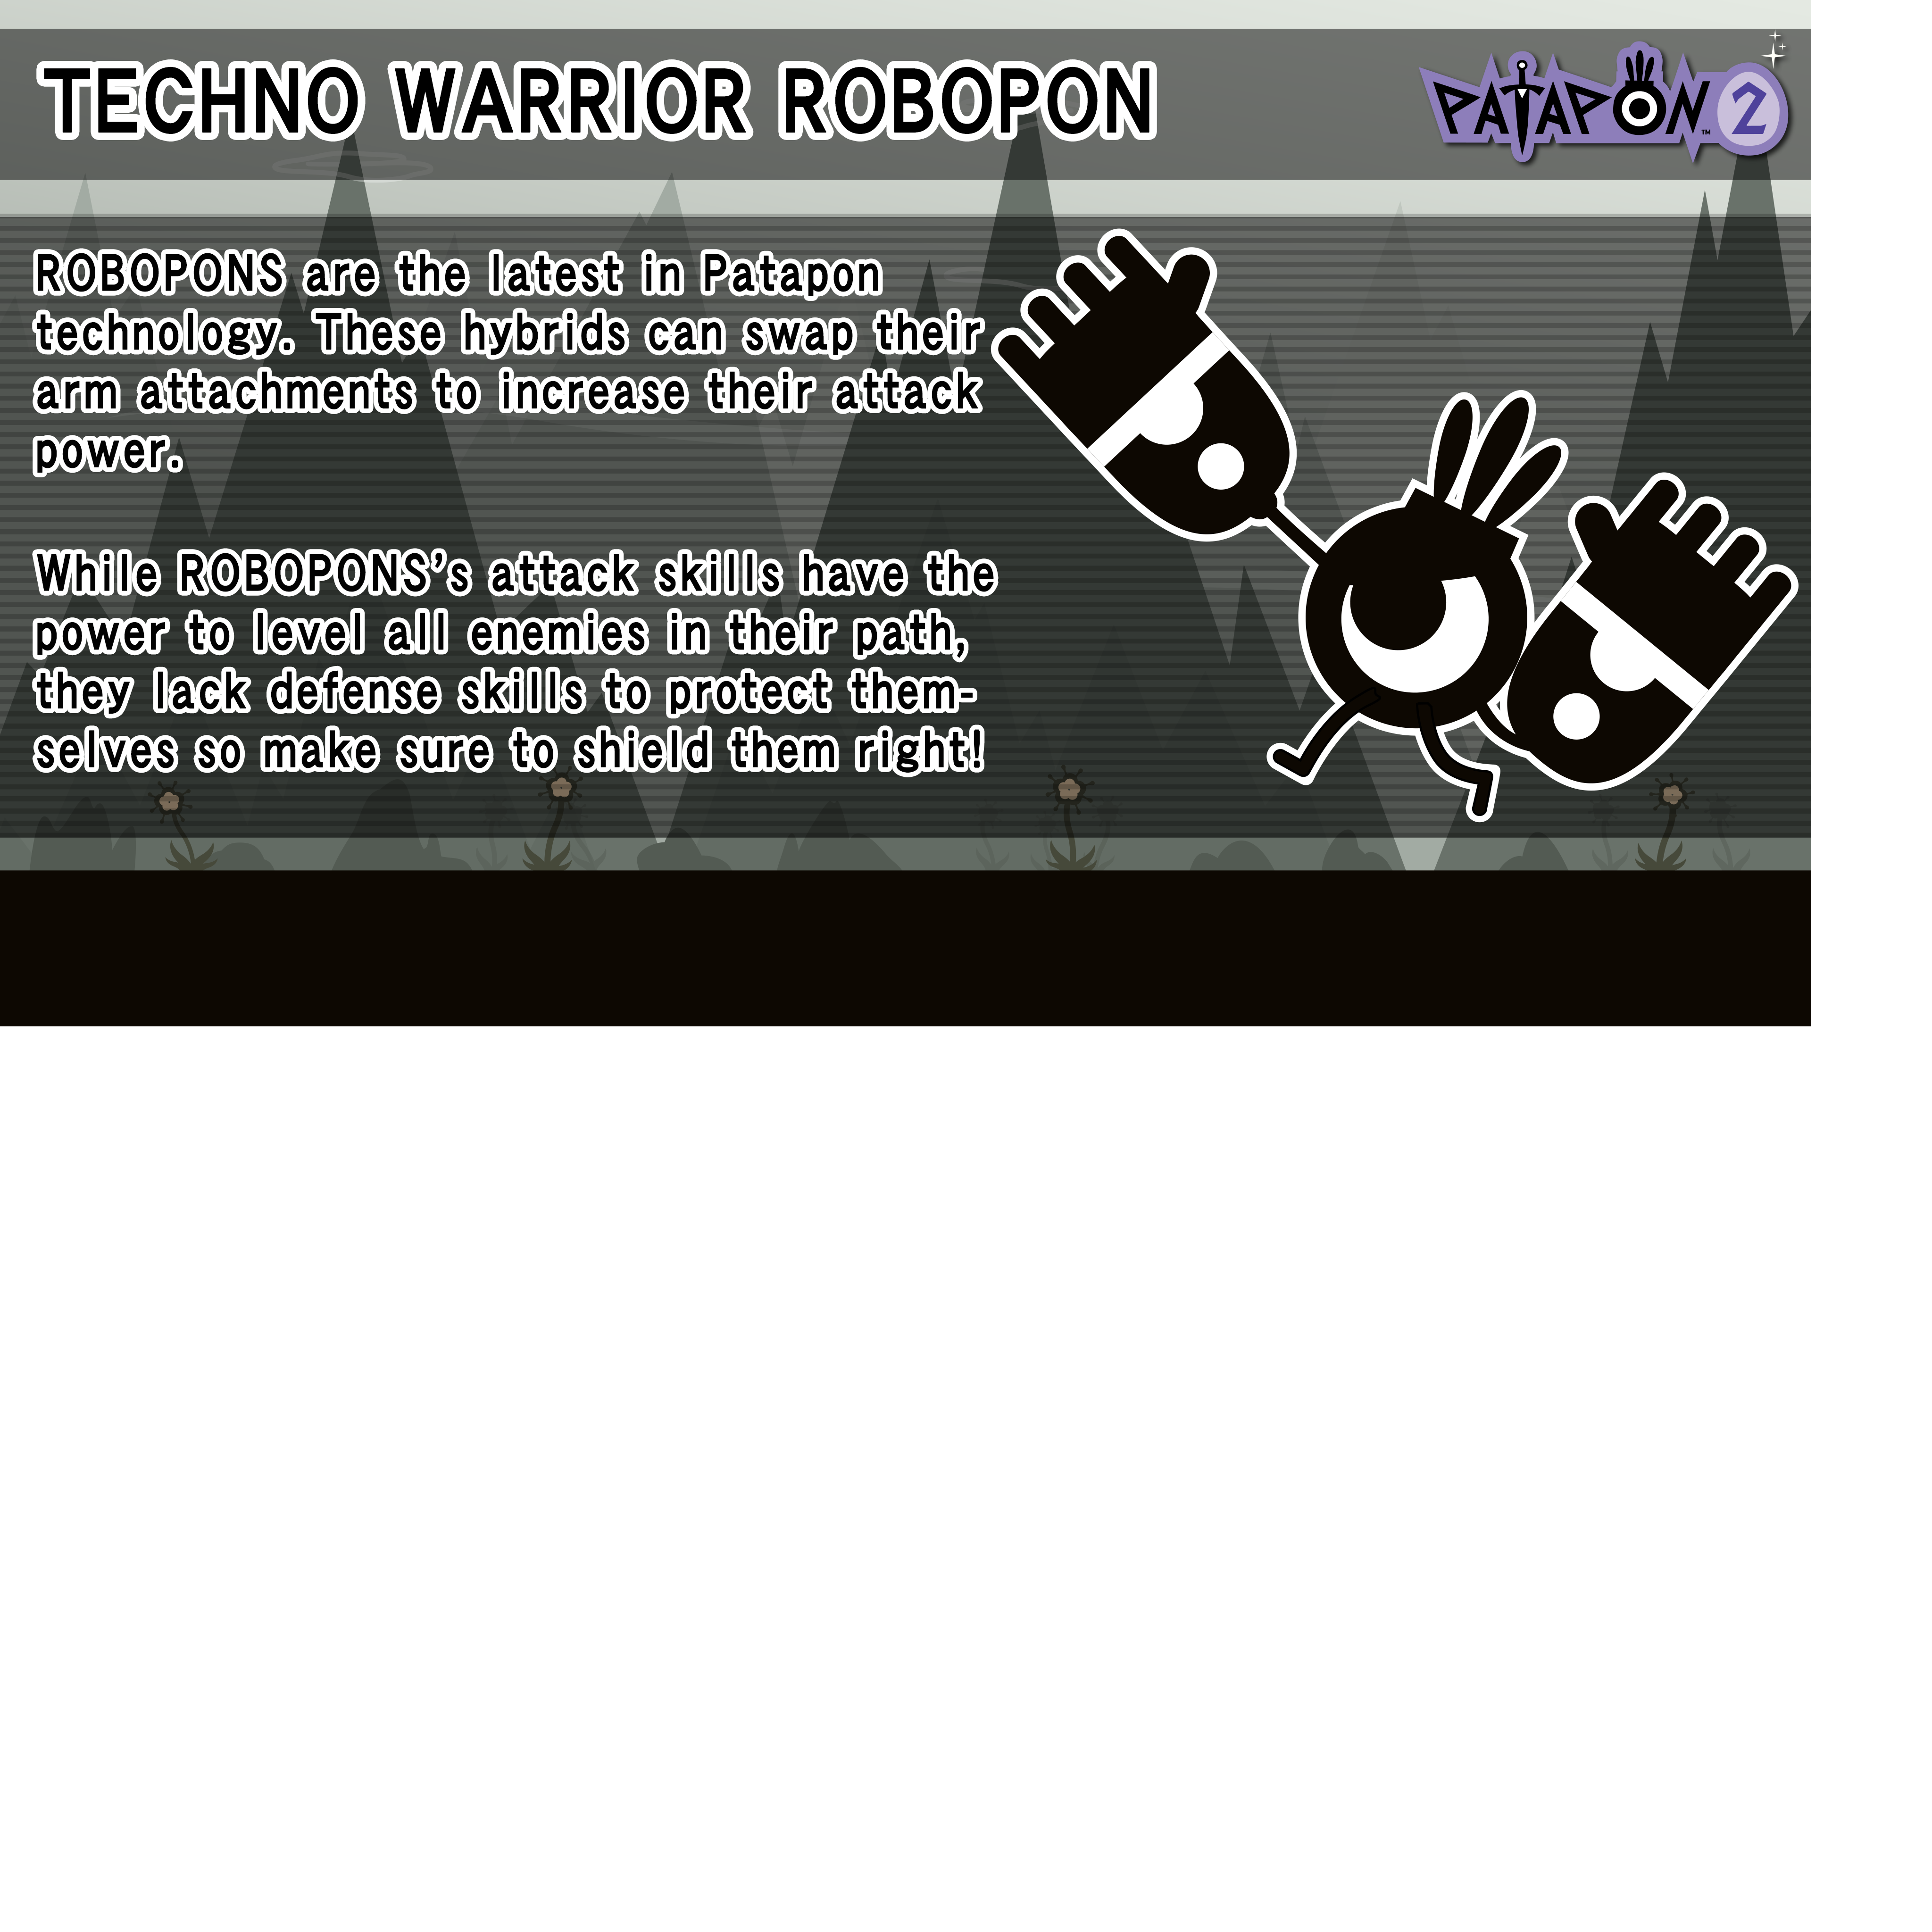 TECHNO WARRIOR ROBOPON
PATAPON™ 2
ROBOPONS are the latest in Patapon
technology. These hybrids can swap their
arm attachments to increase their attack
power.
While ROBOPONS’s attack skills have the
power to level all enemies in their path,
they lack defense skills to protect them-
selves so make sure to shield them right!